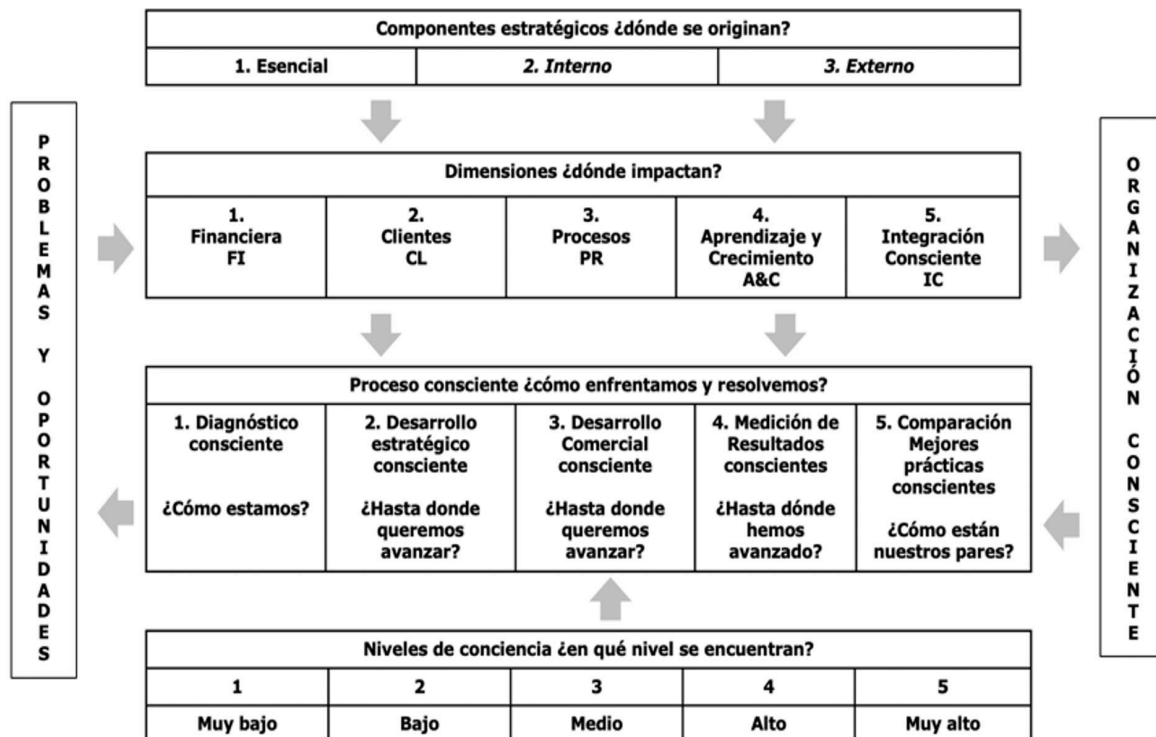 Componentes estratégicos ¿dónde se originan?
1. Esencial
2. Interno
3. Externo
PROBLEMAS Y OPORTUNIDADES
Dimensiones ¿dónde impactan?
1.
Financiera
FI
2.
Clientes
CL
3.
Procesos
PR
4.
Aprendizaje y
Crecimiento
A&C
5.
Integración
Consciente
IC
ORGANIZACIÓN CONSCIENTE
Proceso consciente ¿cómo enfrentamos y resolvemos?
1. Diagnóstico
consciente
¿Cómo estamos?
2. Desarrollo
estratégico
consciente
¿Hasta donde
queremos
avanzar?
3. Desarrollo
Comercial
consciente
¿Hasta donde
queremos
avanzar?
4. Medición de
Resultados
conscientes
¿Hasta dónde
hemos
avanzado?
5. Comparación
Mejores
prácticas
conscientes
¿Cómo están
nuestros pares?
Niveles de conciencia ¿en qué nivel se encuentran?
1
2
3
4
5
Muy bajo
Bajo
Medio
Alto
Muy alto